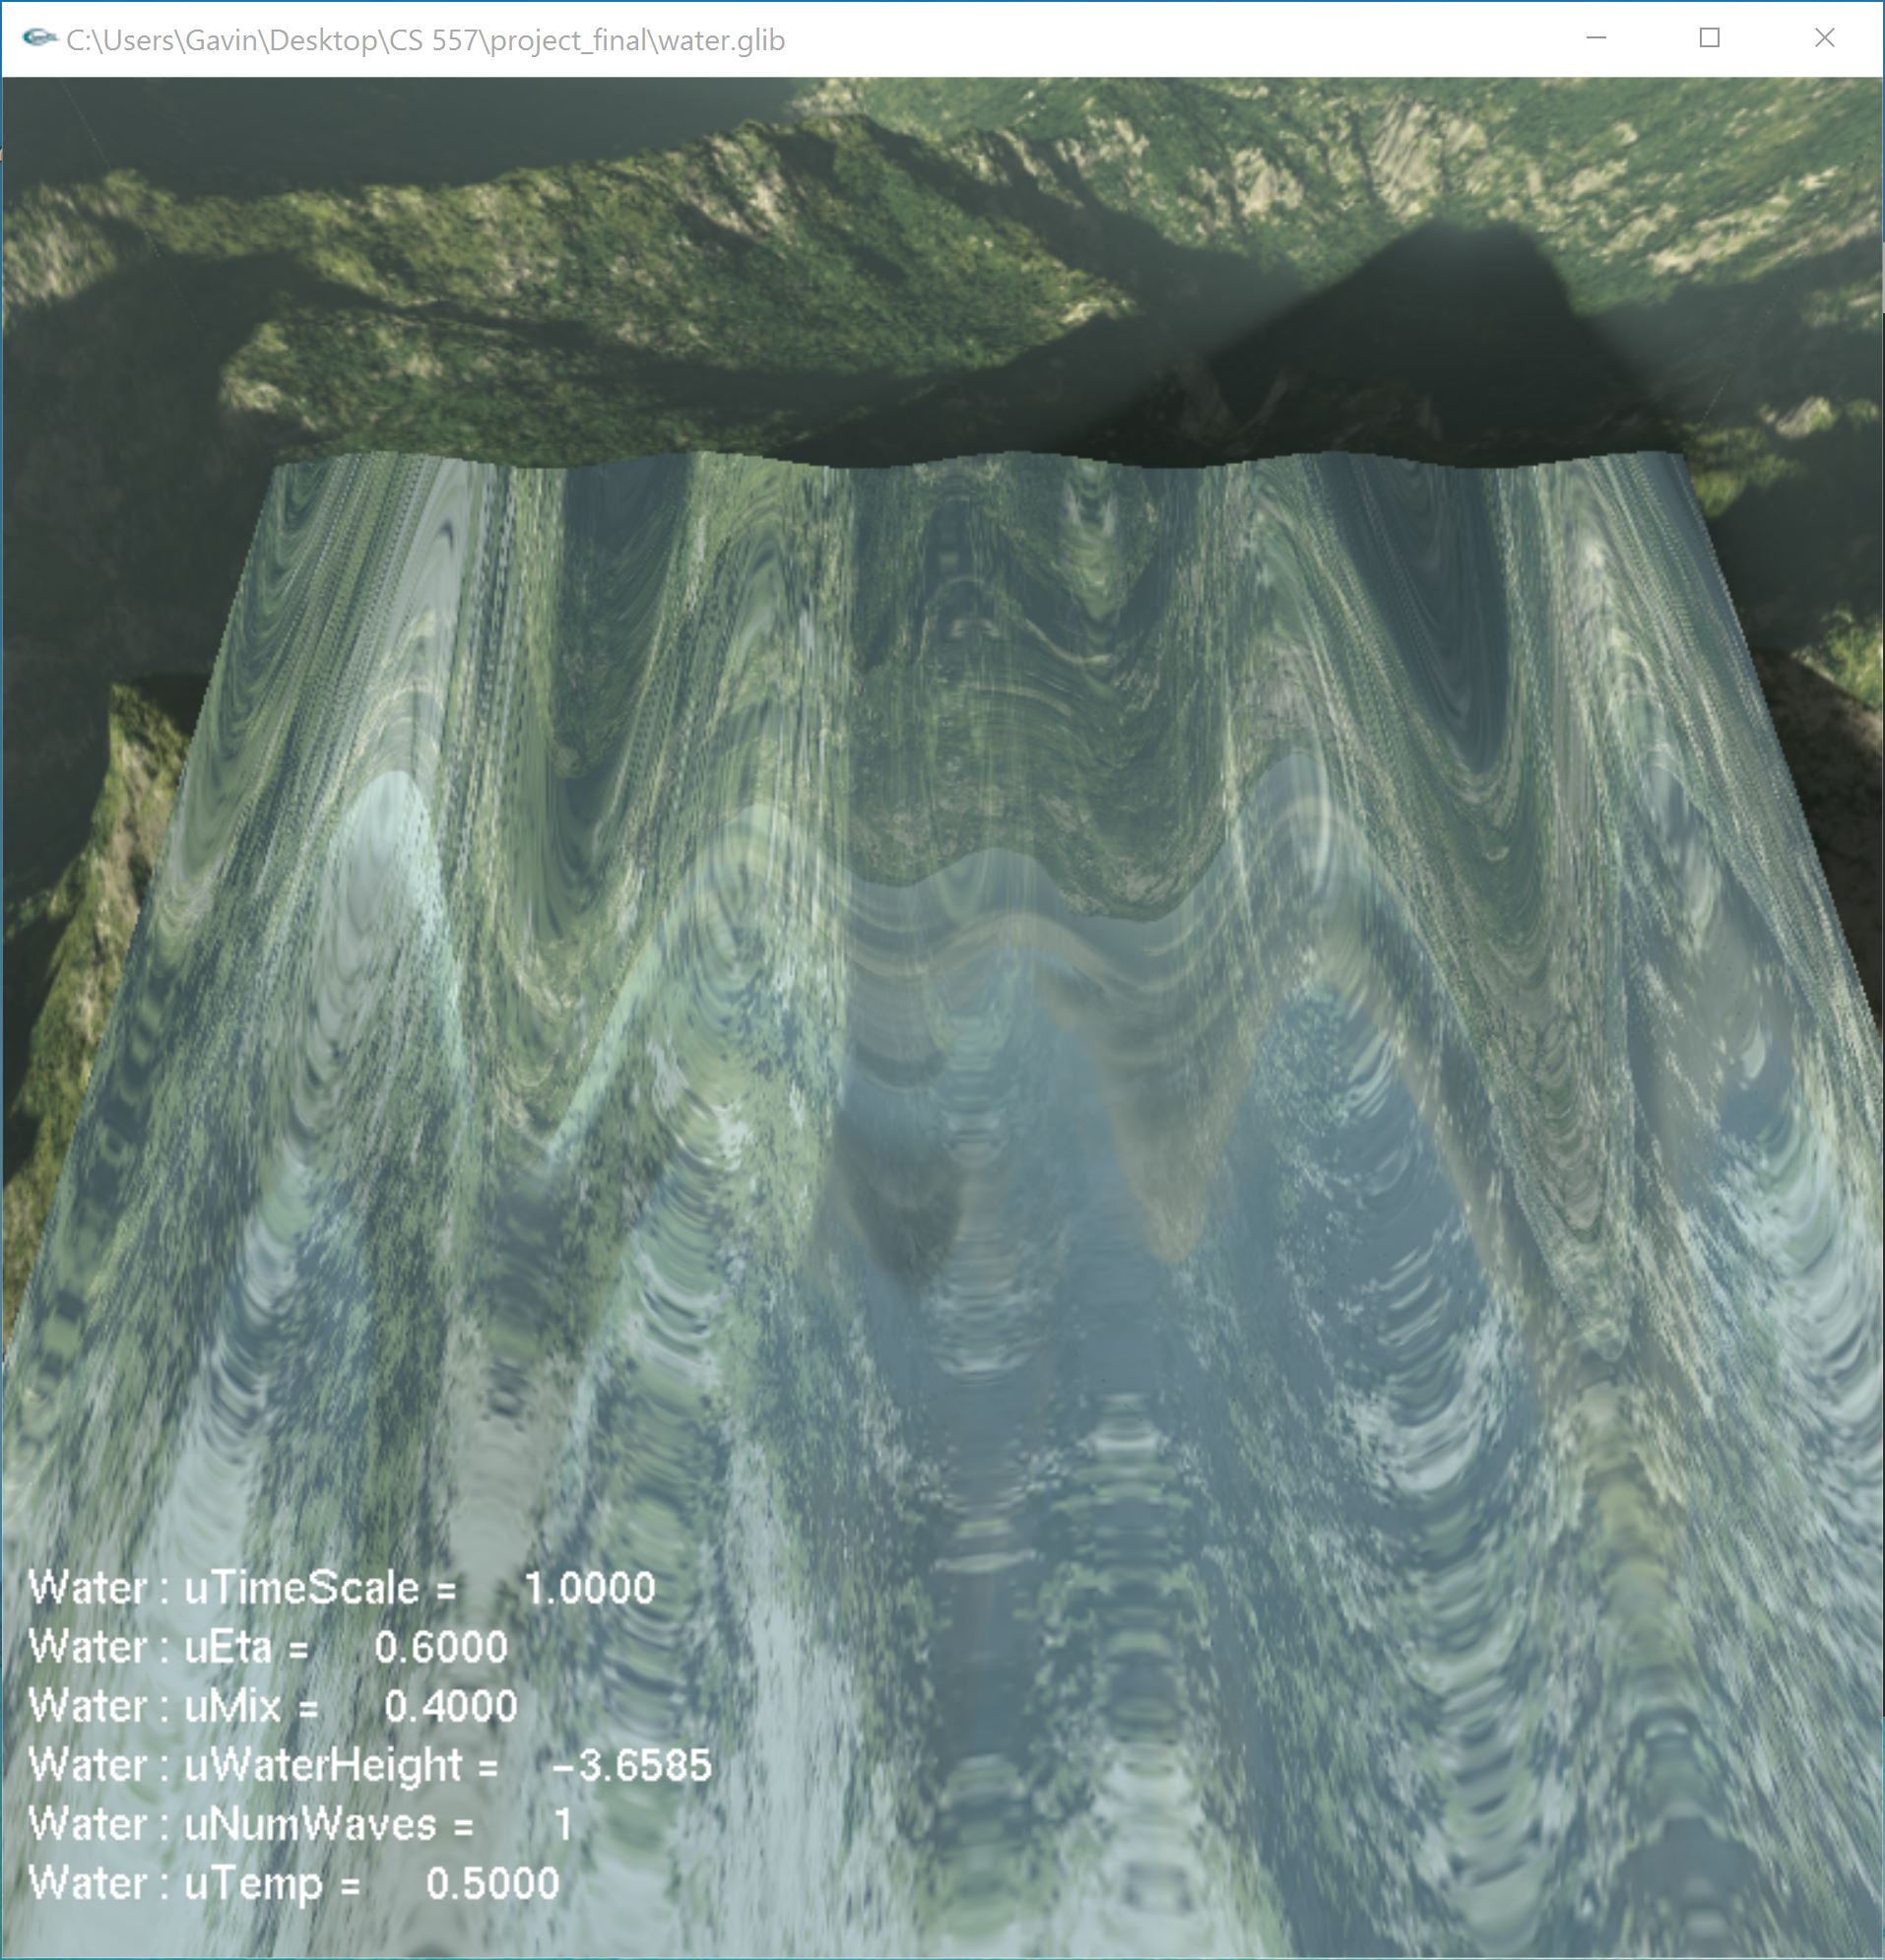 C:\Users\Gavin\Desktop\CS 557\project_final\water.glib
Water : uTimeScale = 1.0000
Water : uEta = 0.6000
Water : uMix = 0.4000
Water : uWaterHeight = −3.6585
Water : uNumWaves = 1
Water : uTemp = 0.5000